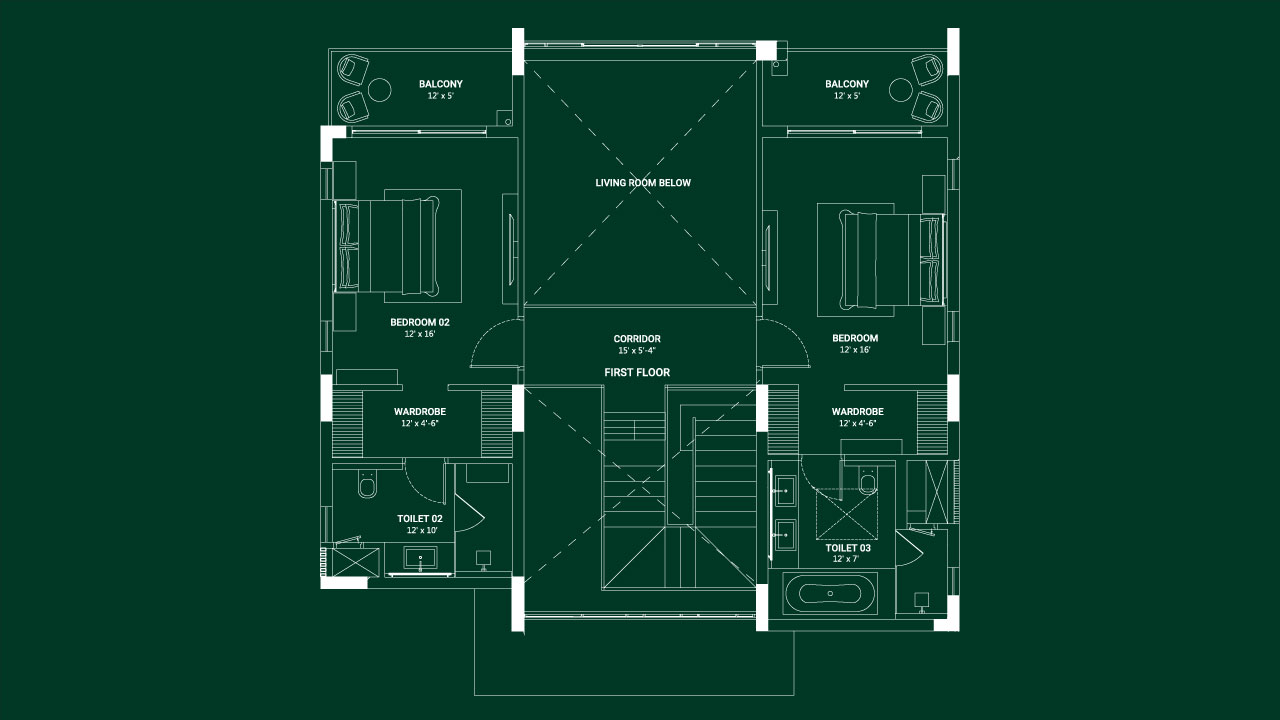 BALCONY
12' x 5'
BALCONY
12' x 5'
LIVING ROOM BELOW
BEDROOM 02
12' x 16'
CORRIDOR
15' x 5'-4"
FIRST FLOOR
BEDROOM
12' x 16'
WARDROBE
12' x 4'-6"
WARDROBE
12' x 4'-6"
TOILET 02
12' x 10'
TOILET 03
12' x 7'